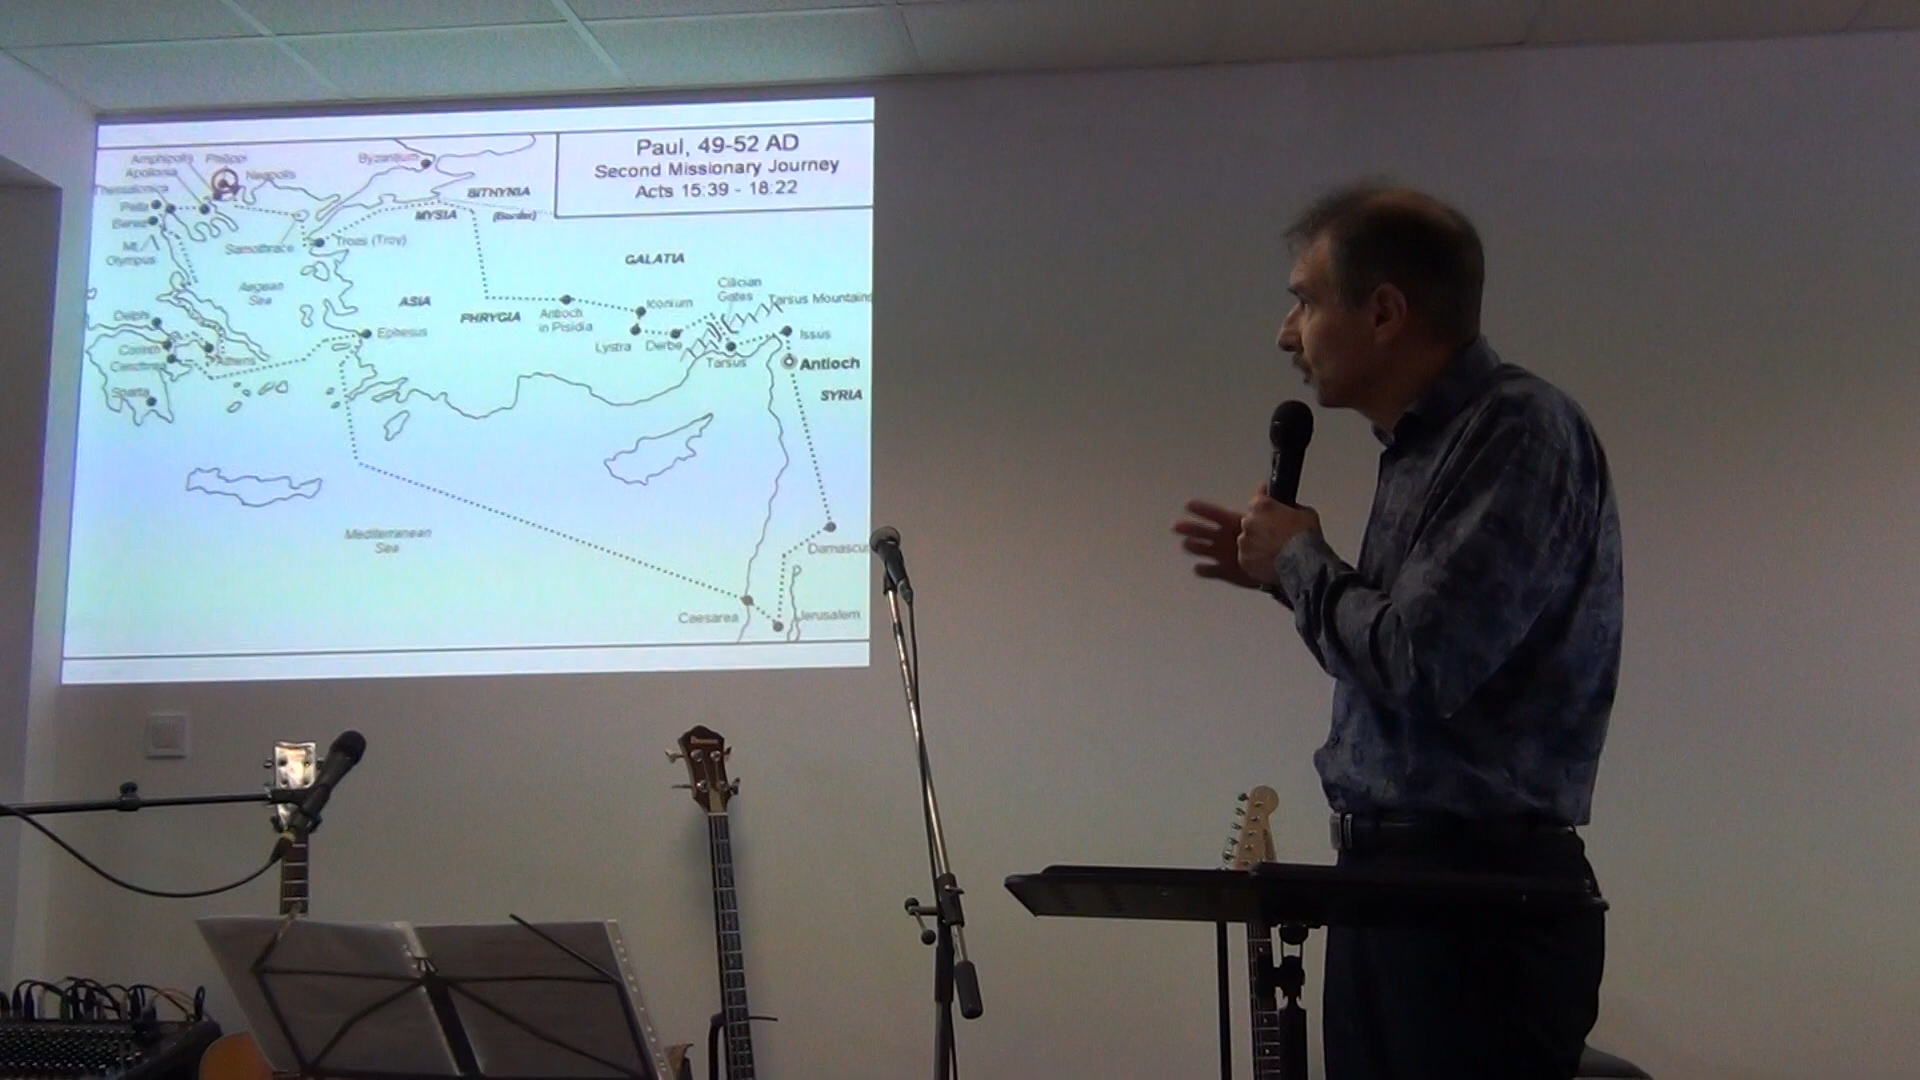 Paul, 49-52 AD
Second Missionary Journey
Acts 15:39 - 18:22
Amphipolis
Philippi
Byzantium
Apollonia
Neapolis
Thessalonica
BITHYNIA
Pella
MYSIA
(Border)
Berea
Samothrace
Troas (Troy)
Mt.
Olympus
GALATIA
Aegean
Sea
Cilician
Gates
Tarsus Mountains
ASIA
Iconium
PHRYGIA
Antioch
in Pisidia
Delphi
Ephesus
Issus
Lystra
Derbe
Corinth
Athens
Tarsus
Antioch
Cenchrea
Sparta
SYRIA
Mediterranean
Sea
Damascus
Caesarea
Jerusalem